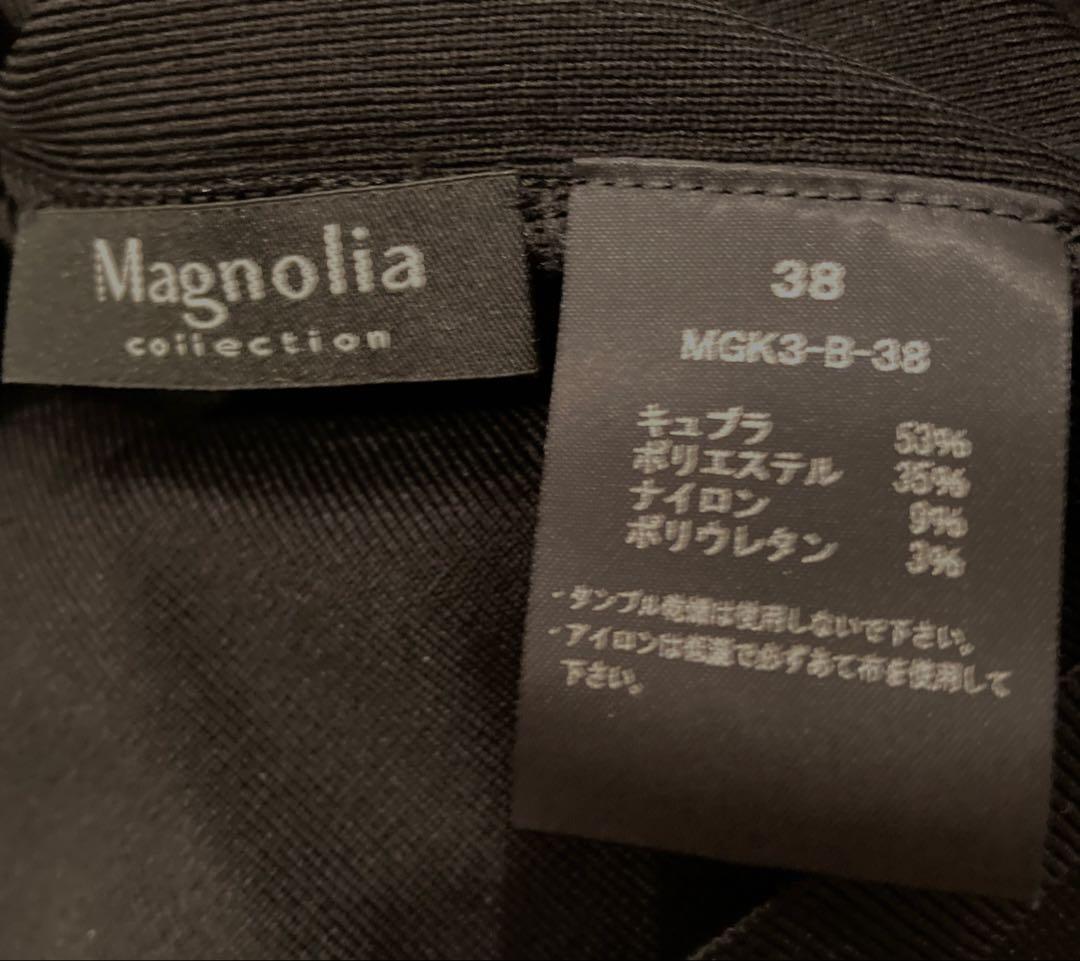 Magnolia
collection
38
MGK3-B-38
キュプラ 53%
ポリエステル 35%
ナイロン 9%
ポリウレタン 3%
・タンブル乾燥は使用しないで下さい。
・アイロンは低温で必ずあて布を使用して
下さい。